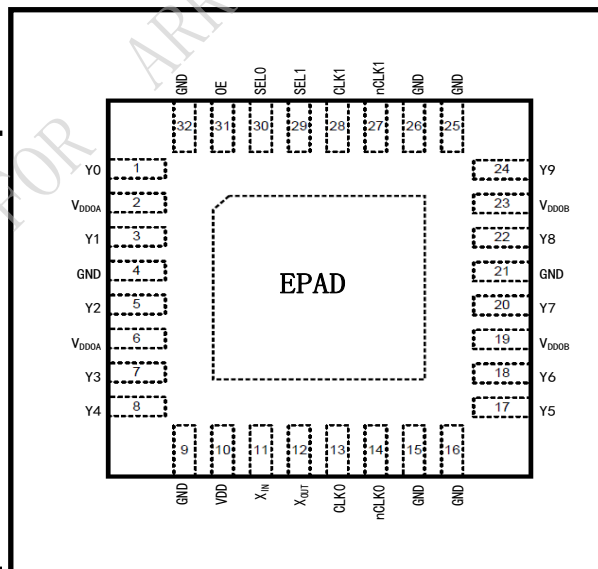 FOR ARR
GND OE SEL0 SEL1 CLK1 nCLK1 GND GND
32 31 30 29 28 27 26 25
Y0 1 24 Y9
VDDOA 2 23 VDDOB
Y1 3 22 Y8
GND 4 21 GND
EPAD
Y2 5 20 Y7
VDDOA 6 19 VDDOB
Y3 7 18 Y6
Y4 8 17 Y5
9 10 11 12 13 14 15 16
GND VDD XIN XOUT CLK0 nCLK0 GND GND